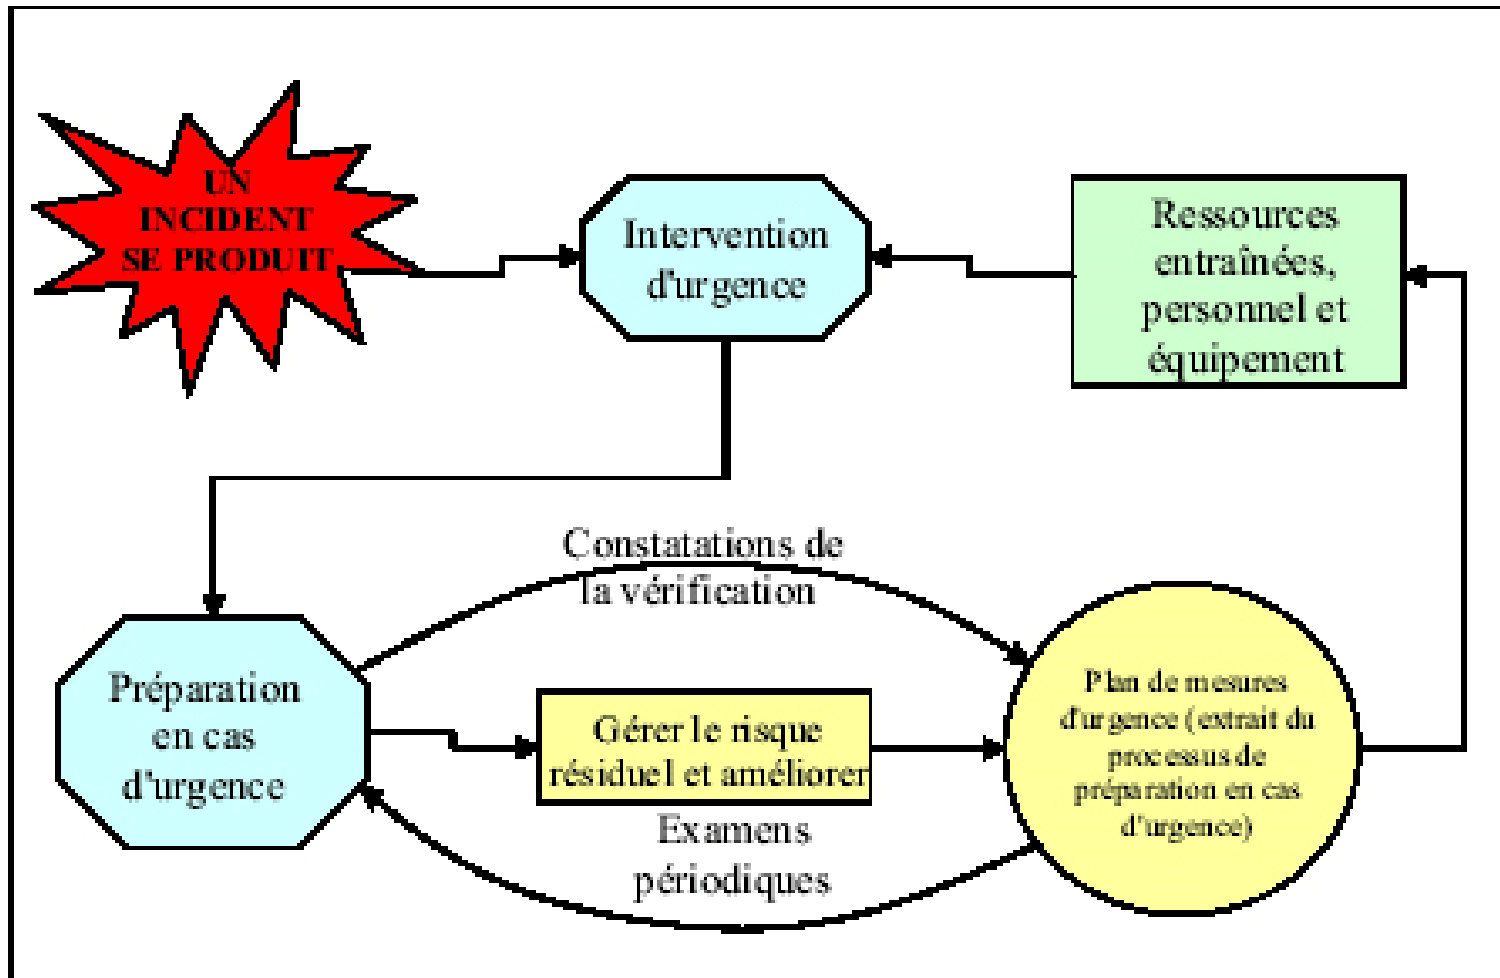 UN
INCIDENT
SE PRODUIT
Intervention
d'urgence
Ressources
entraînées,
personnel et
équipement
Constatations de
la vérification
Préparation
en cas
d'urgence
Gérer le risque
résiduel et améliorer
Plan de mesures
d'urgence (extrait du
processus de
préparation en cas
d'urgence)
Examens
périodiques